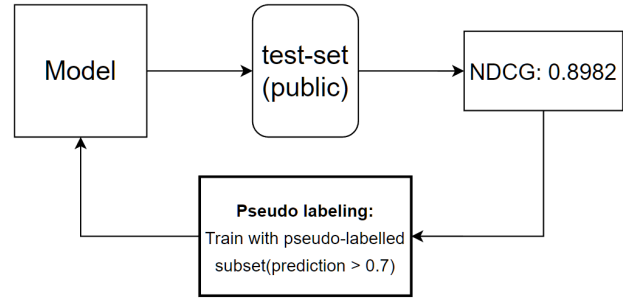 Model
test-set
(public)
NDCG: 0.8982
Pseudo labeling:
Train with pseudo-labelled
subset(prediction > 0.7)